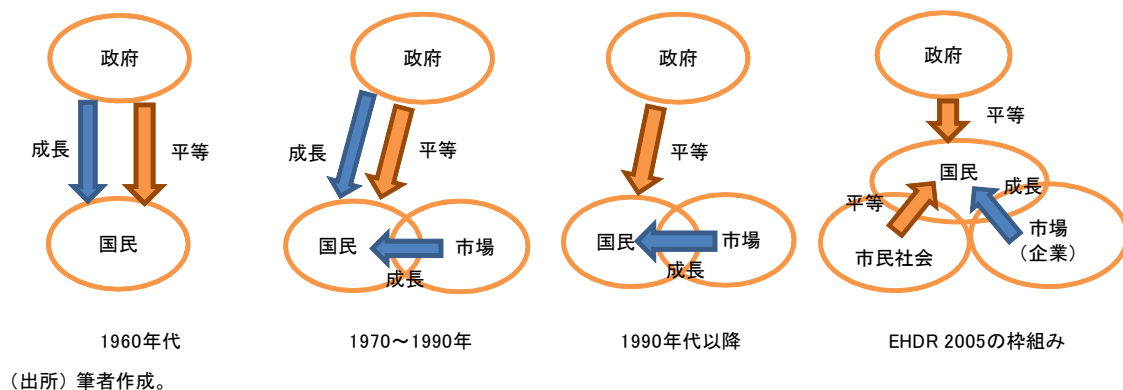 政府
成長
平等
国民
1960年代
政府
成長
平等
国民
市場
成長
1970～1990年
政府
平等
国民
市場
成長
1990年代以降
政府
平等
国民
成長
平等
市民社会
市場
（企業）
EHDR 2005の枠組み
（出所）筆者作成。